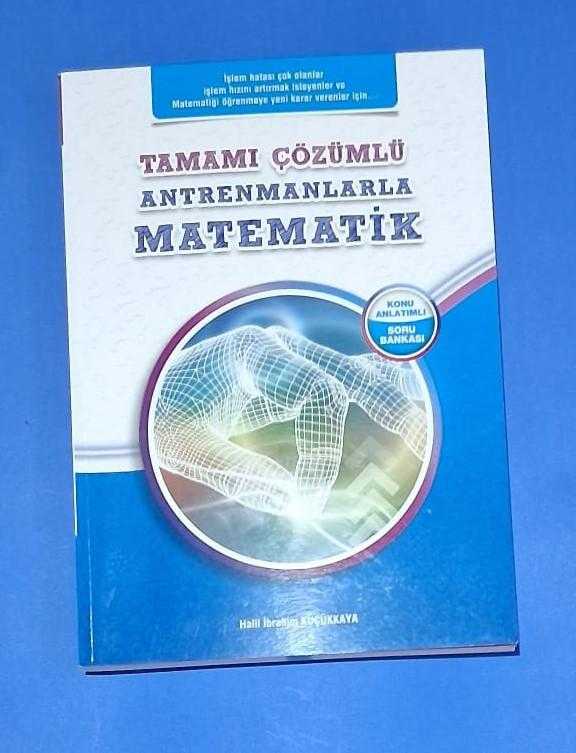 İşlem hatası çok olanlar
işlem hızını artırmak isteyenler ve
Matematiği öğrenmeye yeni karar verenler için...
TAMAMI ÇÖZÜMLÜ
ANTRENMANLARLA
MATEMATİK
KONU
ANLATIMLI
SORU
BANKASI
Halil İbrahim KÜÇÜKKAYA